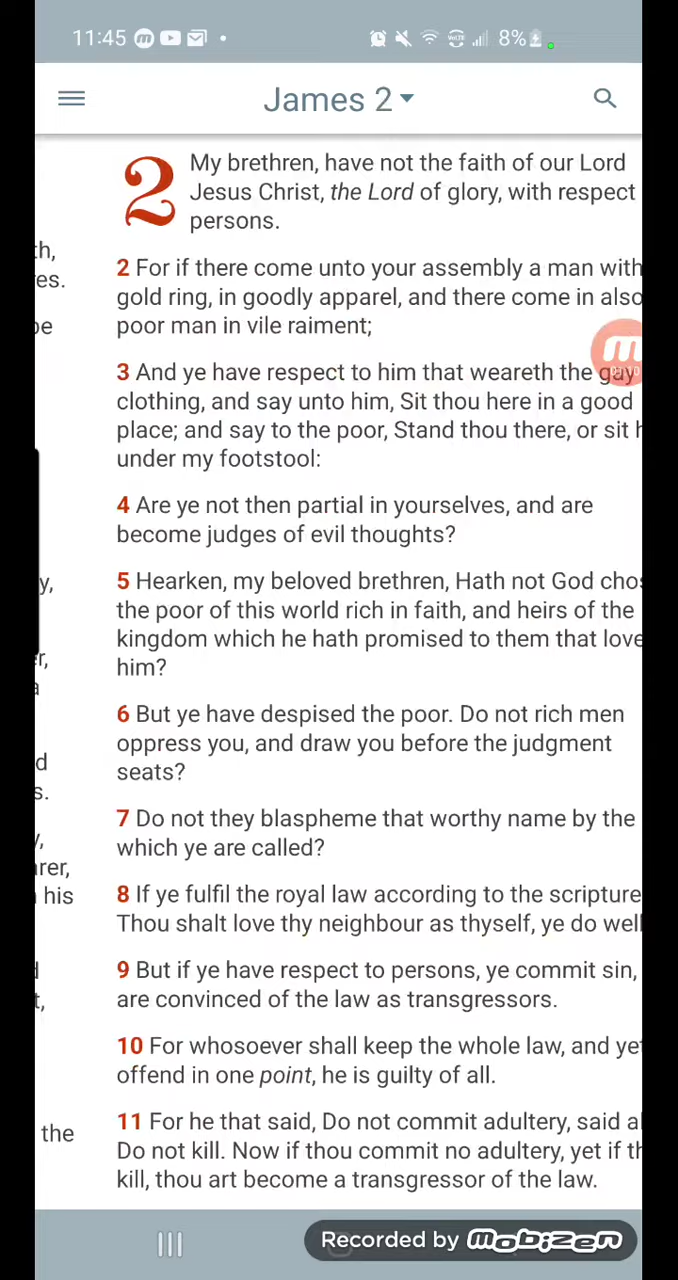 11:45
8%
James 2
2 My brethren, have not the faith of our Lord
Jesus Christ, the Lord of glory, with respect
persons.
2 For if there come unto your assembly a man with
gold ring, in goodly apparel, and there come in also
poor man in vile raiment;
3 And ye have respect to him that weareth the gay
clothing, and say unto him, Sit thou here in a good
place; and say to the poor, Stand thou there, or sit
under my footstool:
4 Are ye not then partial in yourselves, and are
become judges of evil thoughts?
5 Hearken, my beloved brethren, Hath not God cho
the poor of this world rich in faith, and heirs of the
kingdom which he hath promised to them that love
him?
6 But ye have despised the poor. Do not rich men
oppress you, and draw you before the judgment
seats?
7 Do not they blaspheme that worthy name by the
which ye are called?
8 If ye fulfil the royal law according to the scripture
Thou shalt love thy neighbour as thyself, ye do well
9 But if ye have respect to persons, ye commit sin,
are convinced of the law as transgressors.
10 For whosoever shall keep the whole law, and yet
offend in one point, he is guilty of all.
11 For he that said, Do not commit adultery, said a
Do not kill. Now if thou commit no adultery, yet if th
kill, thou art become a transgressor of the law.
th,
es.
be
y,
er,
a
d
s.
y,
arer,
his
t,
the
Recorded by mobizen